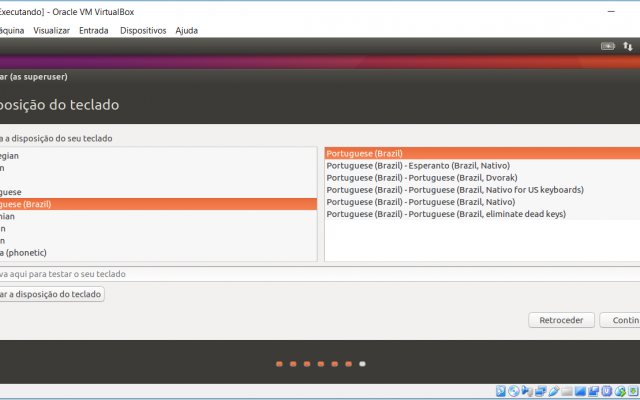 Executando] - Oracle VM VirtualBox
áquina Visualizar Entrada Dispositivos Ajuda
ar (as superuser)
posição do teclado
a a disposição do seu teclado
egian
n
guese
guese (Brazil)
nian
an
n
a (phonetic)
Portuguese (Brazil)
Portuguese (Brazil) - Esperanto (Brazil, Nativo)
Portuguese (Brazil) - Portuguese (Brazil, Dvorak)
Portuguese (Brazil) - Portuguese (Brazil, Nativo for US keyboards)
Portuguese (Brazil) - Portuguese (Brazil, Nativo)
Portuguese (Brazil) - Portuguese (Brazil, eliminate dead keys)
va aqui para testar o seu teclado
ar a disposição do teclado
Retroceder
Contin